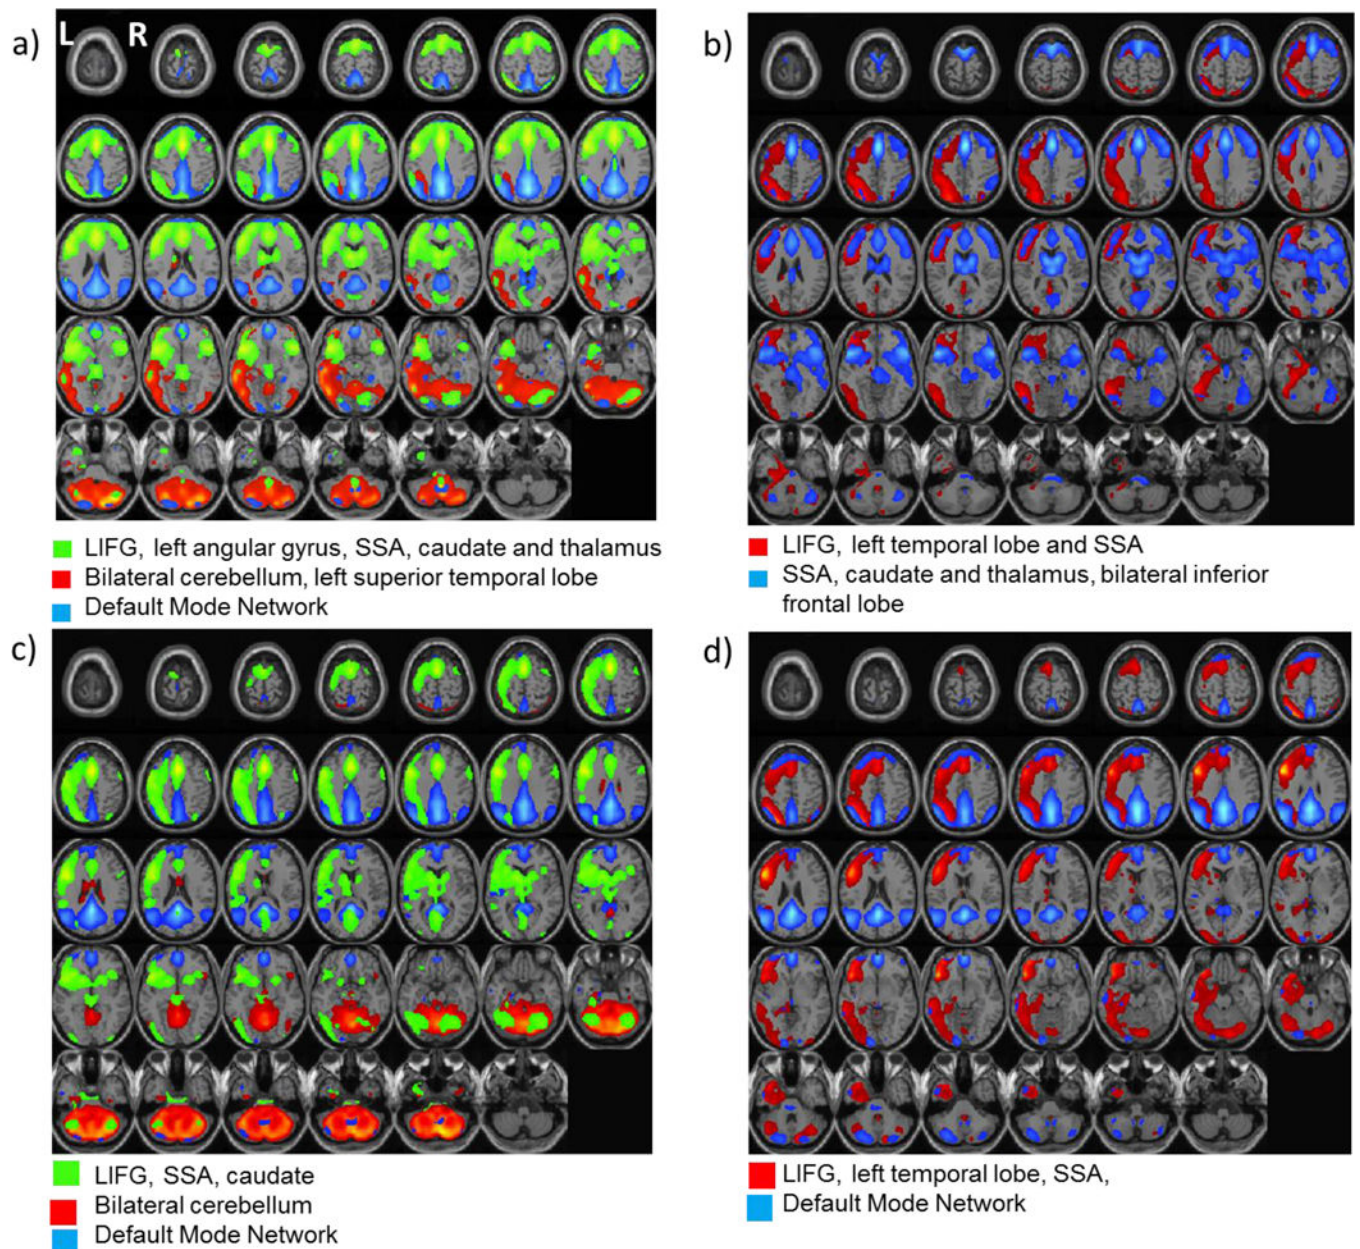 a)
L R
LIFG, left angular gyrus, SSA, caudate and thalamus
Bilateral cerebellum, left superior temporal lobe
Default Mode Network
b)
LIFG, left temporal lobe and SSA
SSA, caudate and thalamus, bilateral inferior
frontal lobe
c)
LIFG, SSA, caudate
Bilateral cerebellum
Default Mode Network
d)
LIFG, left temporal lobe, SSA,
Default Mode Network